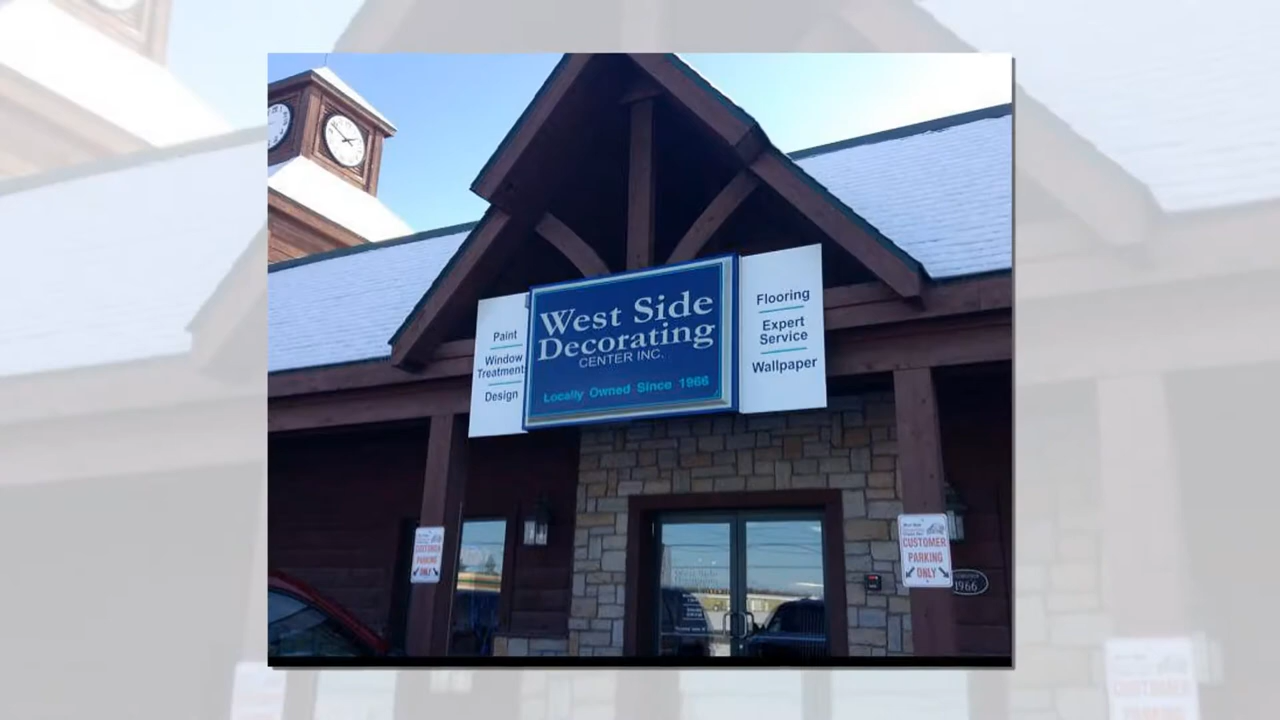 Paint
Window
Treatment
Design
West Side
Decorating
CENTER INC.
Locally Owned Since 1966
Flooring
Expert
Service
Wallpaper
CUSTOMER
PARKING
ONLY
CUSTOMER
PARKING
ONLY
1966